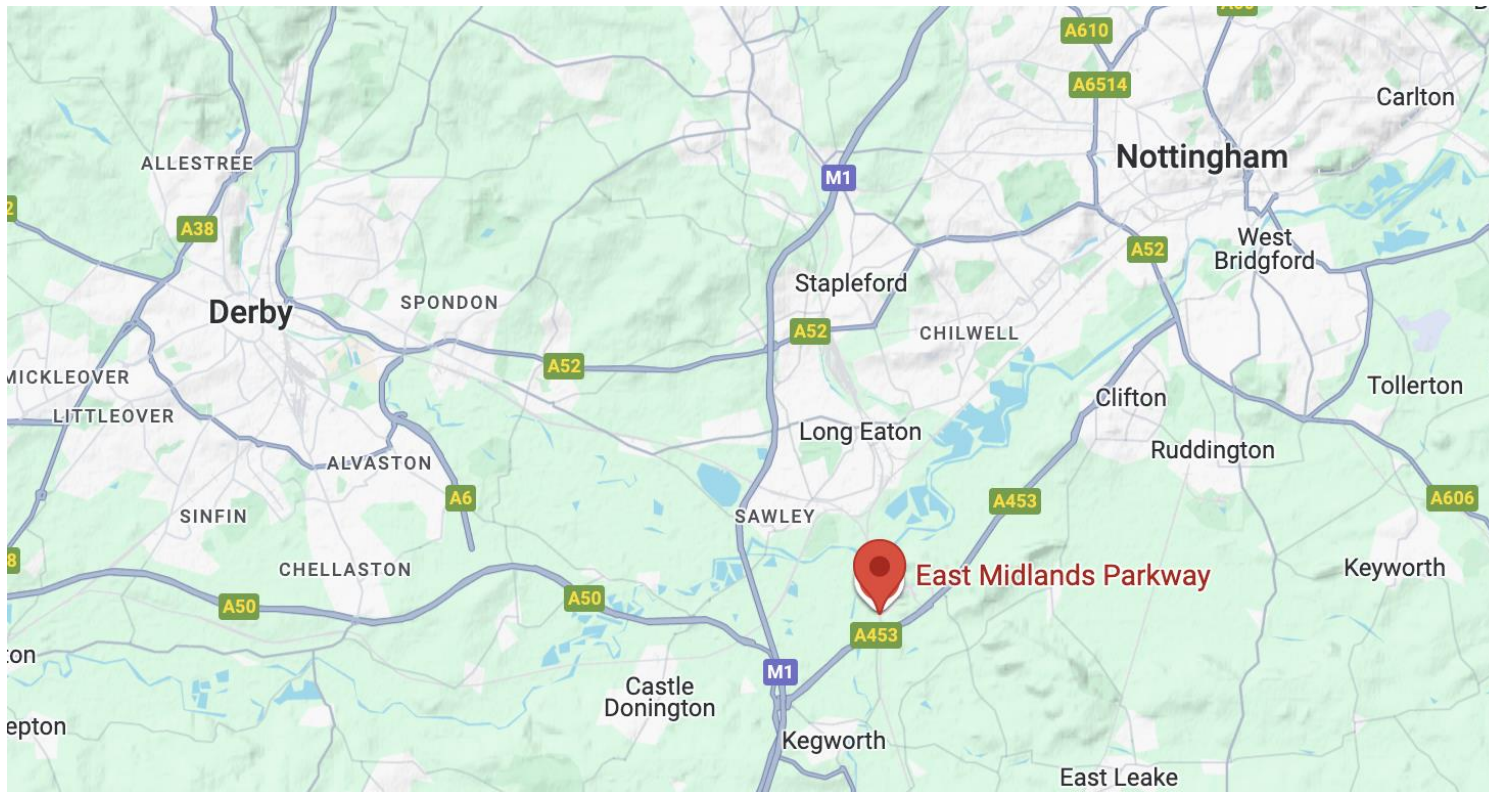 A610
A6514
Carlton
Nottingham
ALLESTREE
M1
A38
West
Bridgford
A52
Stapleford
SPONDON
Derby
A52
CHILWELL
A52
MICKLEOVER
Tollerton
Clifton
LITTLEOVER
Long Eaton
Ruddington
ALVASTON
A6
A453
A606
SINFIN
SAWLEY
Keyworth
CHELLASTON
East Midlands Parkway
A50
A50
A453
M1
Castle
Donington
Kegworth
East Leake